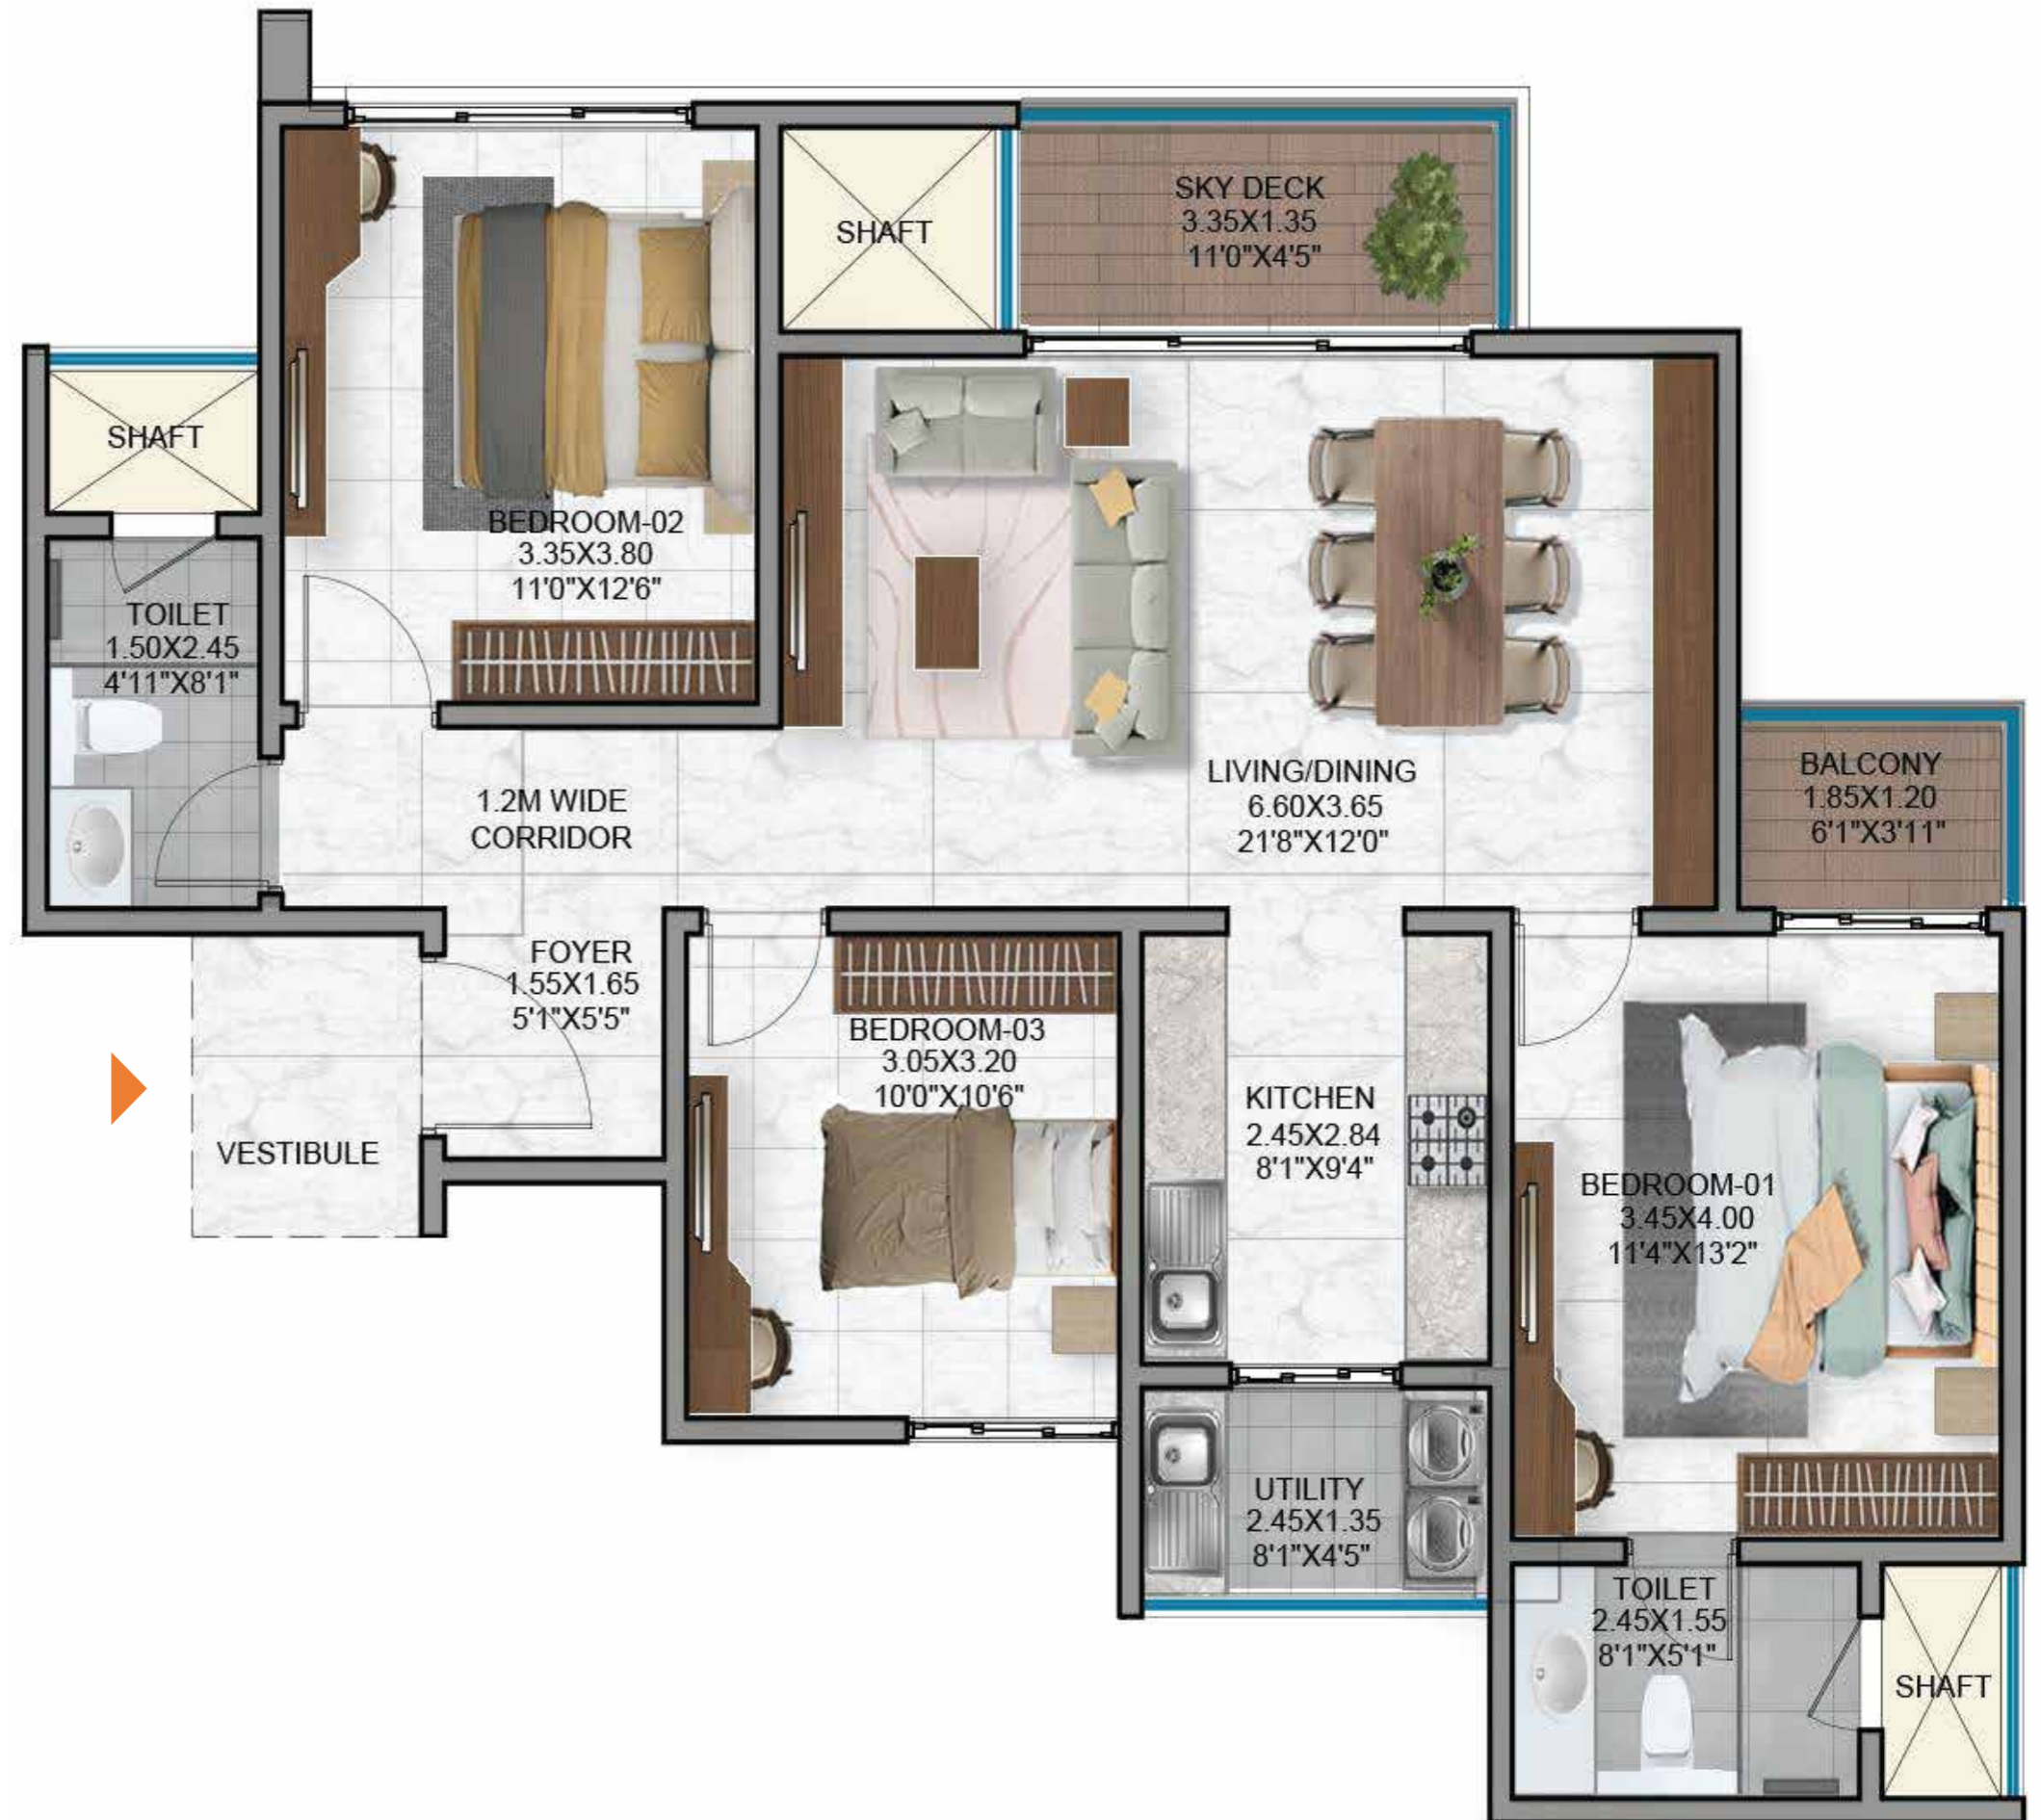 SKY DECK
3.35X1.35
11'0"X4'5"
SHAFT
SHAFT
BEDROOM-02
3.35X3.80
11'0"X12'6"
TOILET
1.50X2.45
4'11"X8'1"
LIVING/DINING
6.60X3.65
21'8"X12'0"
BALCONY
1.85X1.20
6'1"X3'11"
1.2M WIDE
CORRIDOR
FOYER
1.55X1.65
5'1"X5'5"
BEDROOM-03
3.05X3.20
10'0"X10'6"
KITCHEN
2.45X2.84
8'1"X9'4"
VESTIBULE
BEDROOM-01
3.45X4.00
11'4"X13'2"
UTILITY
2.45X1.35
8'1"X4'5"
TOILET
2.45X1.55
8'1"X5'1"
SHAFT